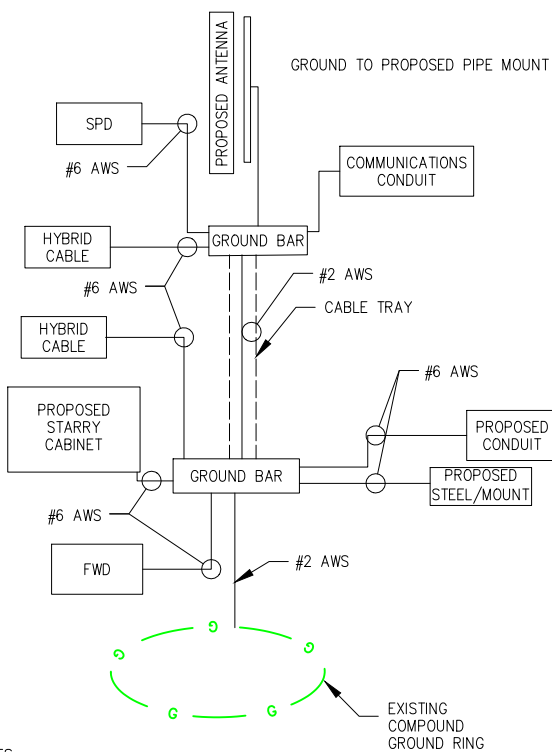 PROPOSED ANTENNA
GROUND TO PROPOSED PIPE MOUNT
SPD
#6 AWS
COMMUNICATIONS
CONDUIT
HYBRID
CABLE
GROUND BAR
#6 AWS
#2 AWS
CABLE TRAY
HYBRID
CABLE
#6 AWS
PROPOSED
STARRY
CABINET
PROPOSED
CONDUIT
GROUND BAR
PROPOSED
STEEL/MOUNT
#6 AWS
FWD
#2 AWS
G
G
G
G
G
EXISTING
COMPOUND
GROUND RING